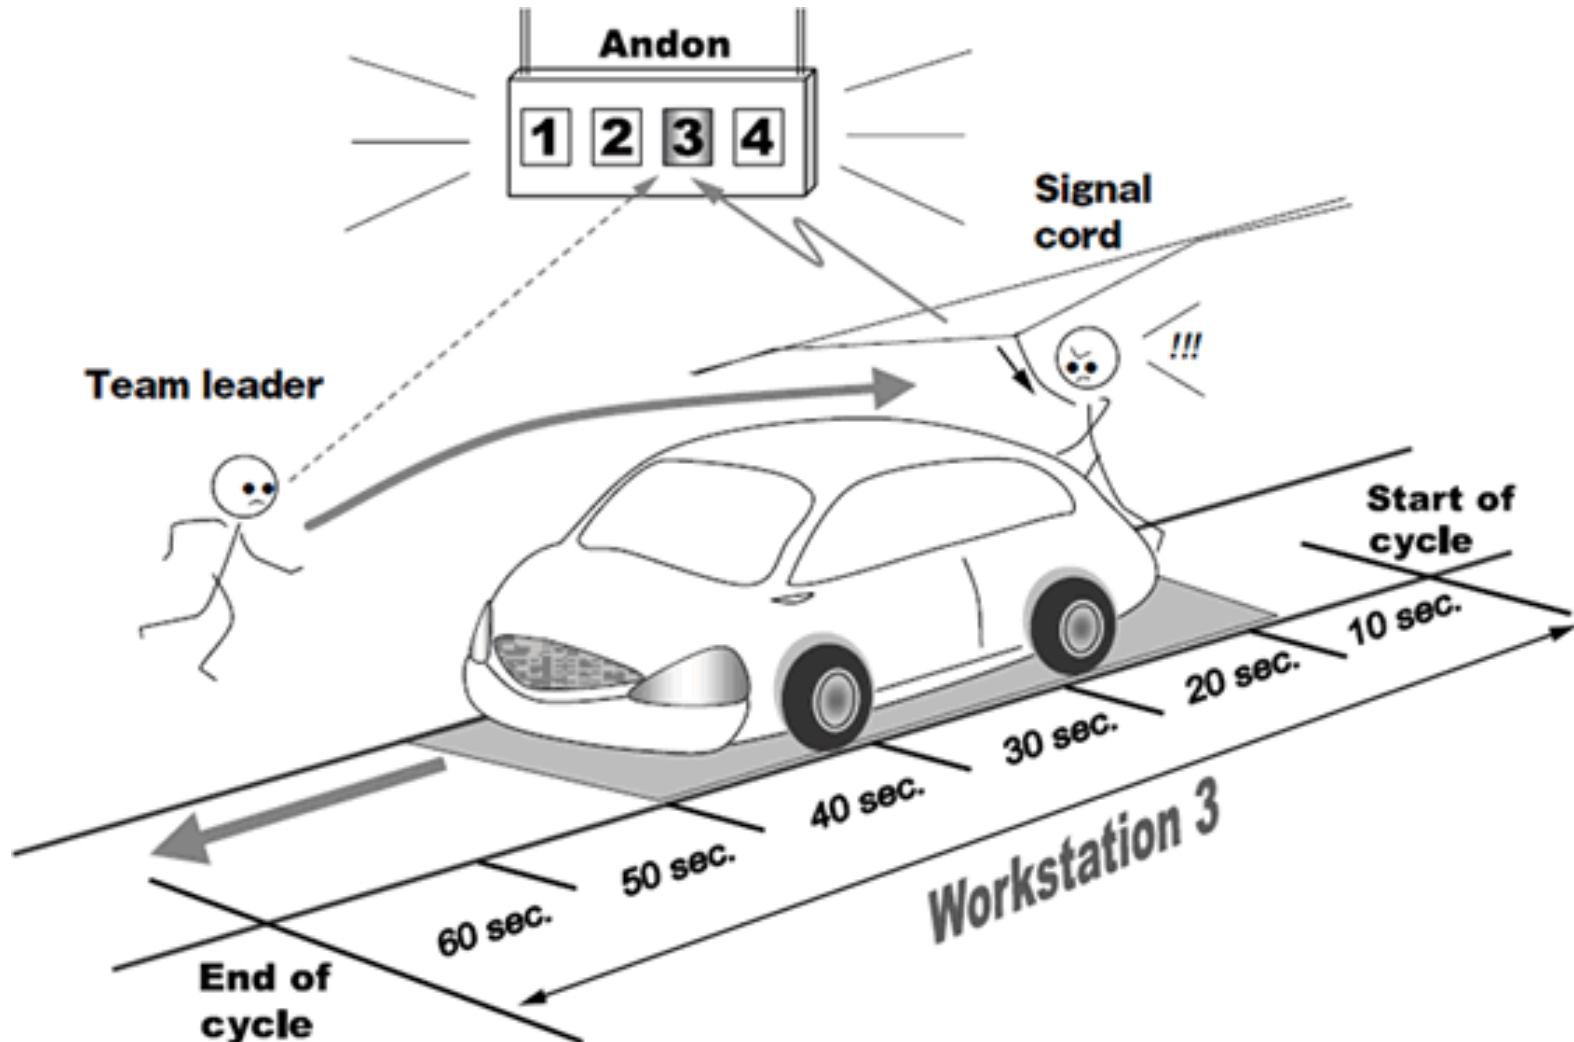 Andon
1 2 3 4
Signal
cord
!!!
Team leader
Start of
cycle
10 sec.
20 sec.
30 sec.
40 sec.
50 sec.
60 sec.
Workstation 3
End of
cycle